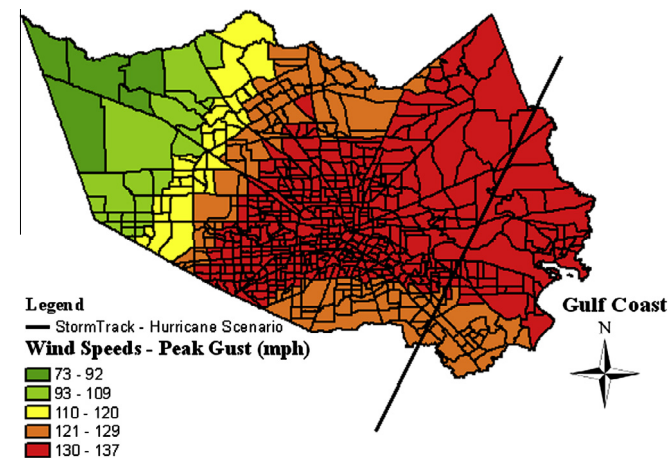 Gulf Coast
N
Legend
StormTrack - Hurricane Scenario
Wind Speeds - Peak Gust (mph)
73 - 92
93 - 109
110 - 120
121 - 129
130 - 137